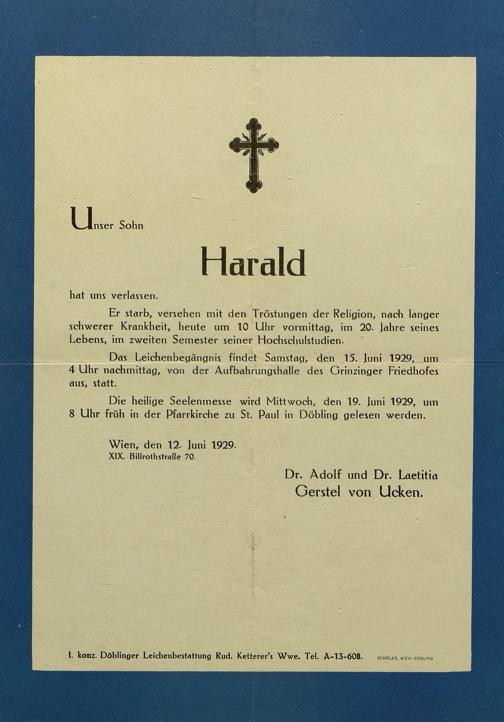 Unser Sohn
Harald
hat uns verlassen.
Er starb, versehen mit den Tröstungen der Religion, nach langer
schwerer Krankheit, heute um 10 Uhr vormittag, im 20. Jahre seines
Lebens, im zweiten Semester seiner Hochschulstudien.
Das Leichenbegängnis findet Samstag, den 15. Juni 1929, um
4 Uhr nachmittag, von der Aufbahrungshalle des Grinzinger Friedhofes
aus, statt.
Die heilige Seelenmesse wird Mittwoch, den 19. Juni 1929, um
8 Uhr früh in der Pfarrkirche zu St. Paul in Döbling gelesen werden.
Wien, den 12. Juni 1929.
XIX. Billrothstraße 70.
Dr. Adolf und Dr. Laetitia
Gerstel von Ucken.
I. konz. Döblinger Leichenbestattung Rud. Ketterer's Wwe. Tel. A-13-608. SCHÖLER, WIEN-DÖBLING